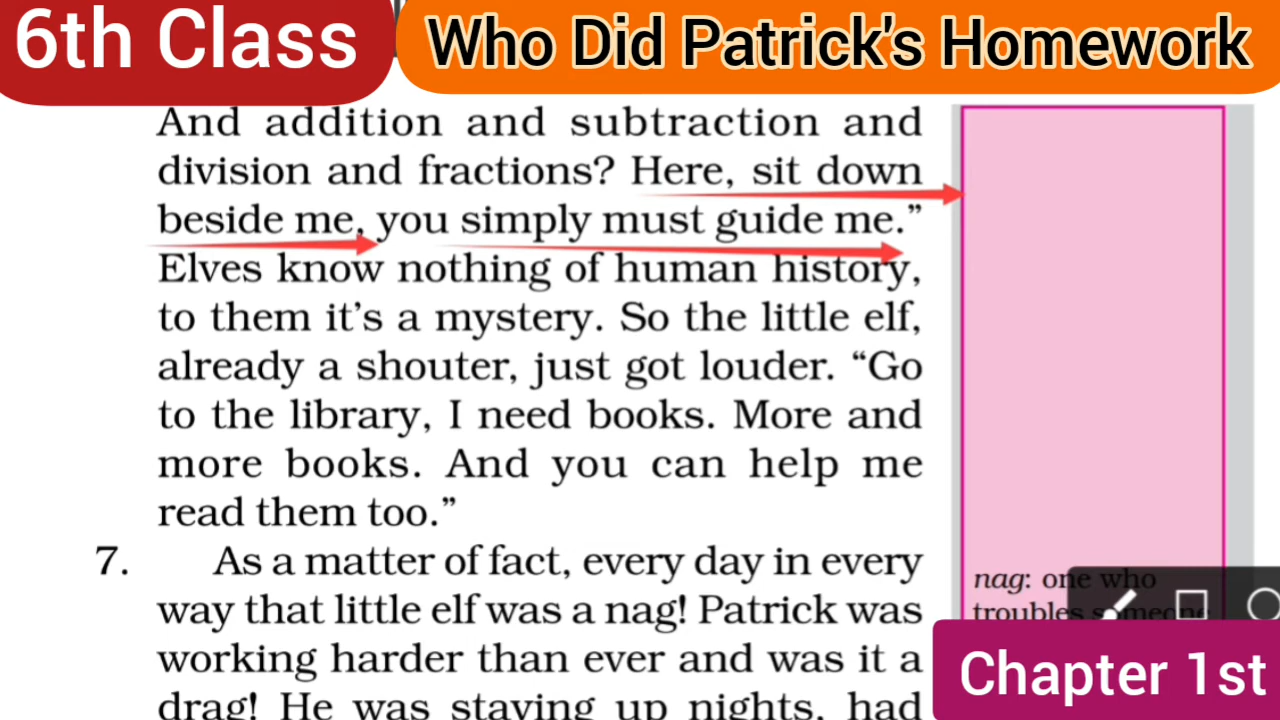 6th Class
Who Did Patrick's Homework
And addition and subtraction and
division and fractions? Here, sit down
beside me, you simply must guide me.”
Elves know nothing of human history,
to them it’s a mystery. So the little elf,
already a shouter, just got louder. “Go
to the library, I need books. More and
more books. And you can help me
read them too.”
7. As a matter of fact, every day in every
way that little elf was a nag! Patrick was
working harder than ever and was it a
drag! He was staying up nights, had
nag: one who
troubles someone
Chapter 1st